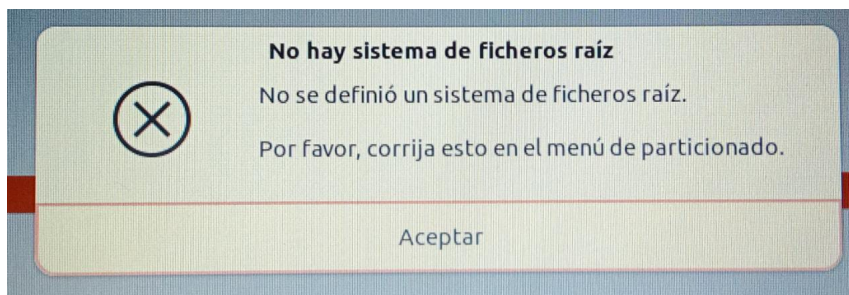 No hay sistema de ficheros raíz
No se definió un sistema de ficheros raíz.
Por favor, corrija esto en el menú de particionado.
Aceptar